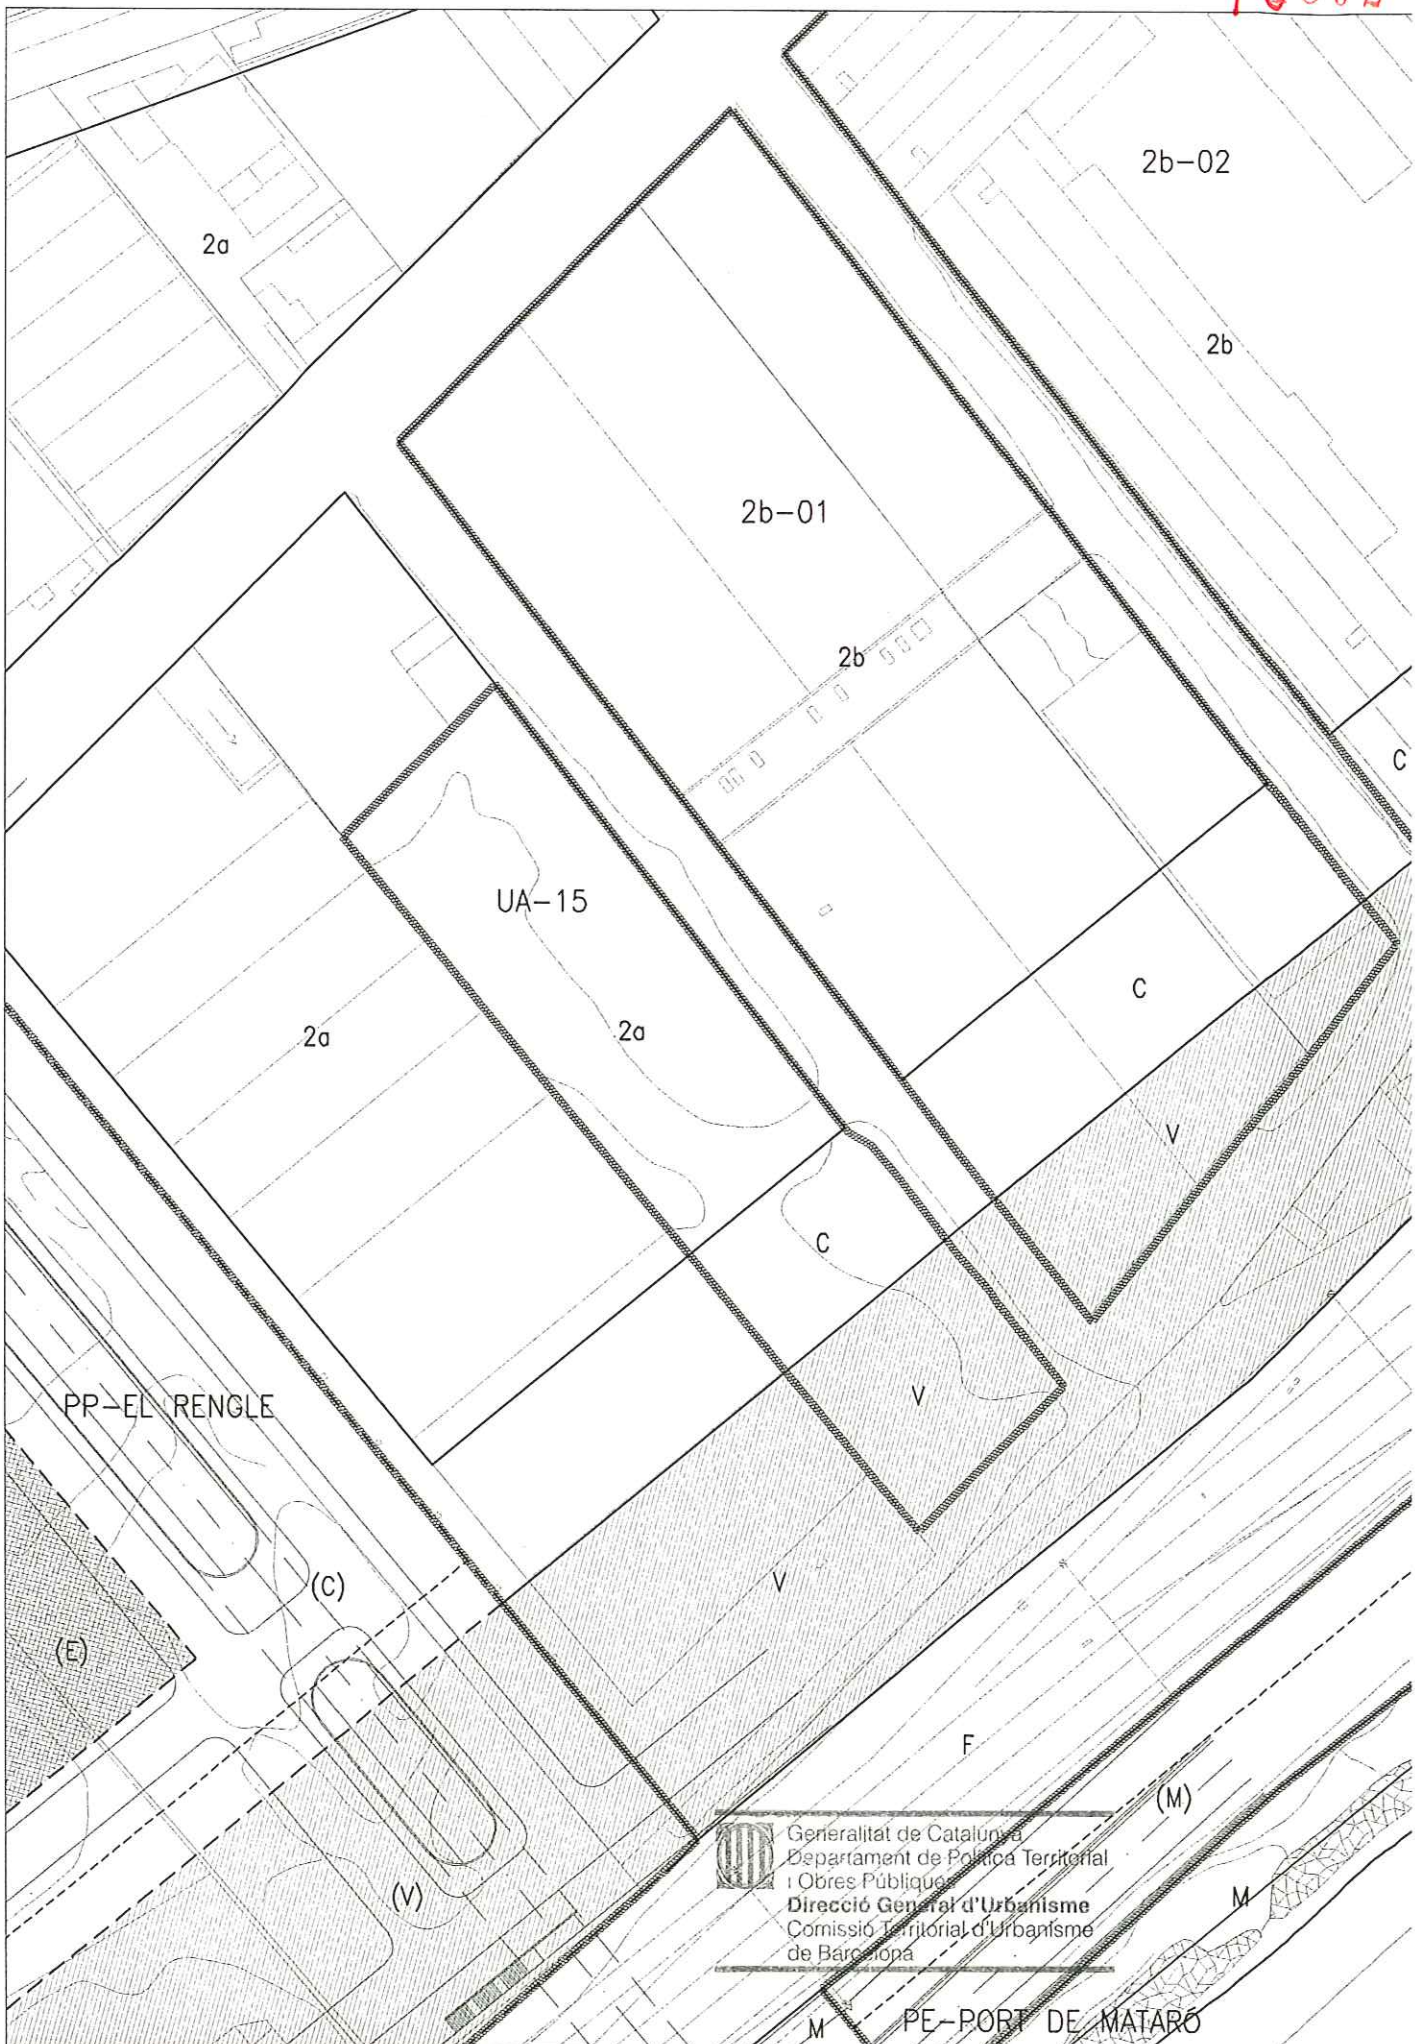 2b-02
2a
2b
2b-01
2b
C
UA-15
C
2a
2a
V
C
V
PP-EL RENGLE
V
(C)
(E)
F
(M)
(V)
M
Generalitat de Catalunya
Departament de Política Territorial
i Obres Públiques
Direcció General d'Urbanisme
Comissió Territorial d'Urbanisme
de Barcelona
M
PE-PORT DE MATARÓ